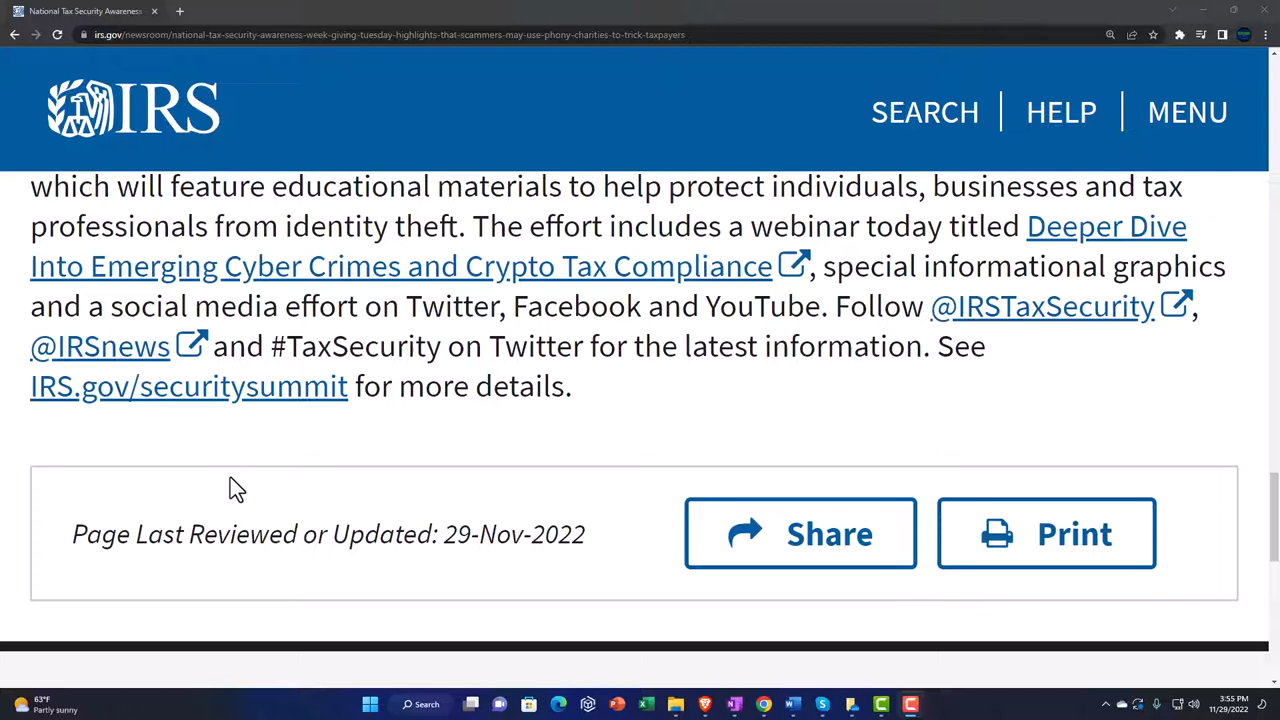 National Tax Security Awareness
irs.gov/newsroom/national-tax-security-awareness-week-giving-tuesday-highlights-that-scammers-may-use-phony-charities-to-trick-taxpayers
IRS
SEARCH
HELP
MENU
which will feature educational materials to help protect individuals, businesses and tax
professionals from identity theft. The effort includes a webinar today titled Deeper Dive
Into Emerging Cyber Crimes and Crypto Tax Compliance, special informational graphics
and a social media effort on Twitter, Facebook and YouTube. Follow @IRSTaxSecurity,
@IRSnews and #TaxSecurity on Twitter for the latest information. See
IRS.gov/securitysummit for more details.
Page Last Reviewed or Updated: 29-Nov-2022
Share
Print
63°F
Partly sunny
Search
3:55 PM
11/29/2022